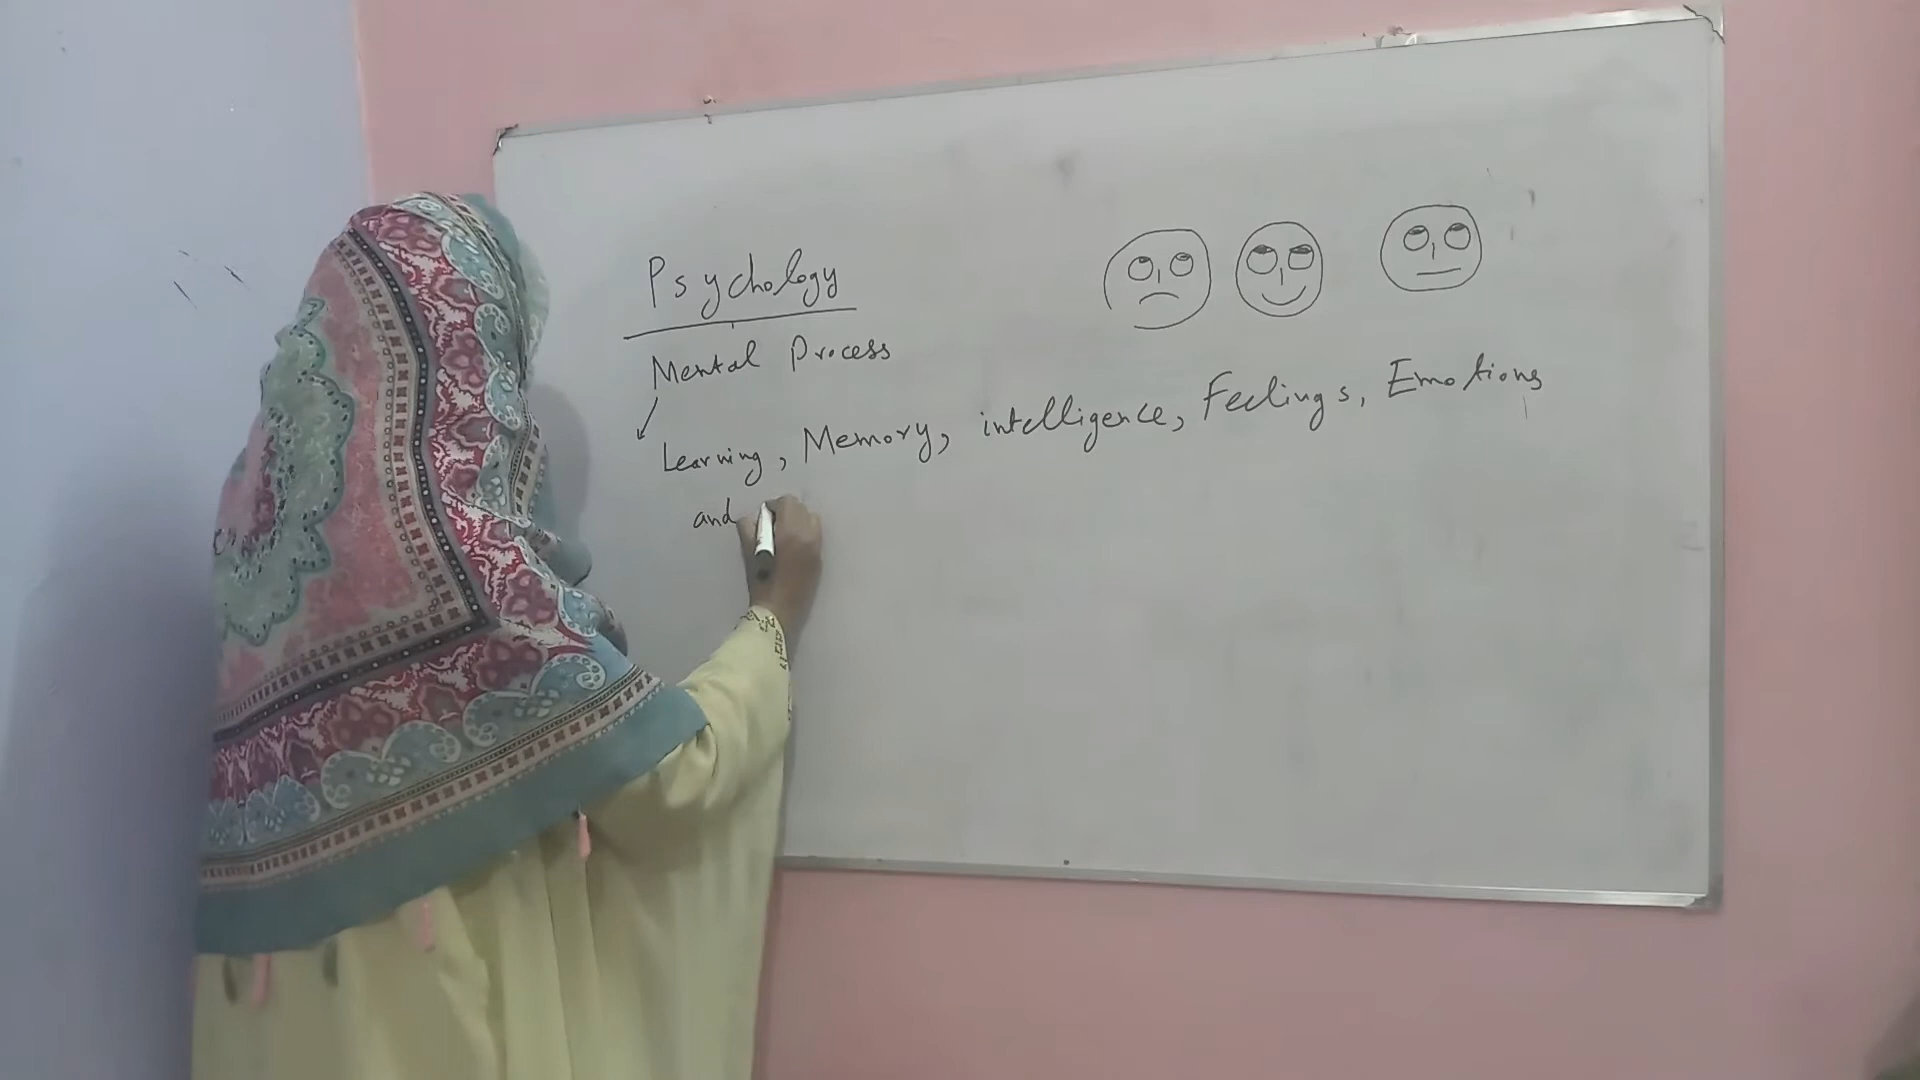 Psychology
Mental Process
Learning, Memory, intelligence, Feelings, Emotions
and